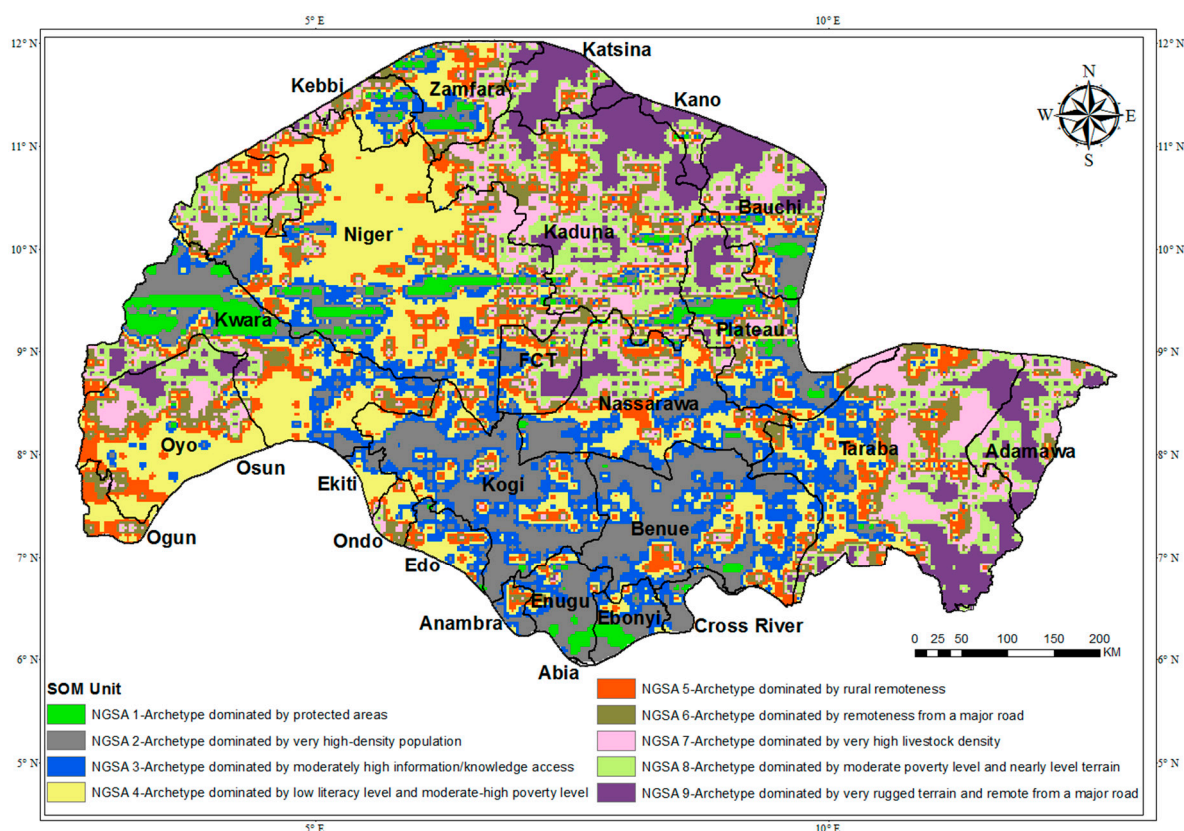 5° E 10° E
12° N 12° N
Katsina
Kebbi
Zamfara
Kano
N
W E
S
11° N 11° N
Bauchi
Niger
Kaduna
10° N 10° N
Kwara
Plateau
9° N 9° N
FCT
Nassarawa
Oyo
Osun
Taraba
Adamawa
8° N 8° N
Ekiti
Kogi
Benue
Ogun
Ondo
7° N 7° N
Edo
Enugu
Ebonyi
Anambra
Cross River
Abia
6° N 6° N
0 25 50 100 150 200
KM
SOM Unit
NGSA 1-Archetype dominated by protected areas
NGSA 2-Archetype dominated by very high-density population
NGSA 3-Archetype dominated by moderately high information/knowledge access
NGSA 4-Archetype dominated by low literacy level and moderate-high poverty level
NGSA 5-Archetype dominated by rural remoteness
NGSA 6-Archetype dominated by remoteness from a major road
NGSA 7-Archetype dominated by very high livestock density
NGSA 8-Archetype dominated by moderate poverty level and nearly level terrain
NGSA 9-Archetype dominated by very rugged terrain and remote from a major road
5° N 5° N
5° E 10° E